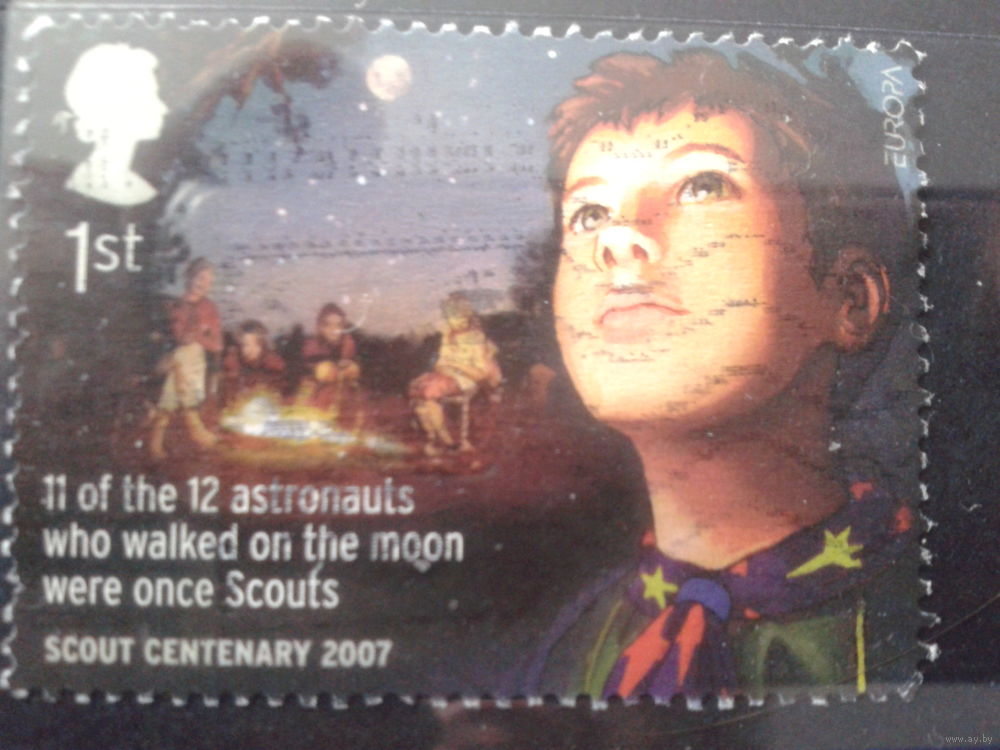 EUROPA
1st
11 of the 12 astronauts
who walked on the moon
were once Scouts
SCOUT CENTENARY 2007
www.ay.by